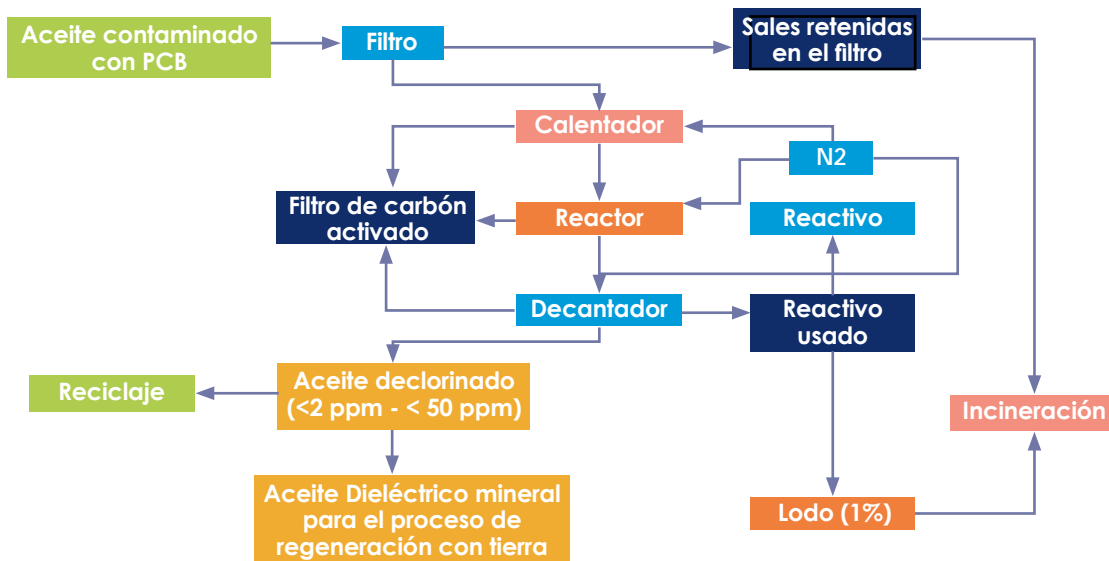 Aceite contaminado
con PCB
Filtro
Sales retenidas
en el filtro
Calentador
N2
Filtro de carbón
activado
Reactor
Reactivo
Decantador
Reactivo
usado
Reciclaje
Aceite declorinado
(<2 ppm - < 50 ppm)
Incineración
Aceite Dieléctrico mineral
para el proceso de
regeneración con tierra
Lodo (1%)